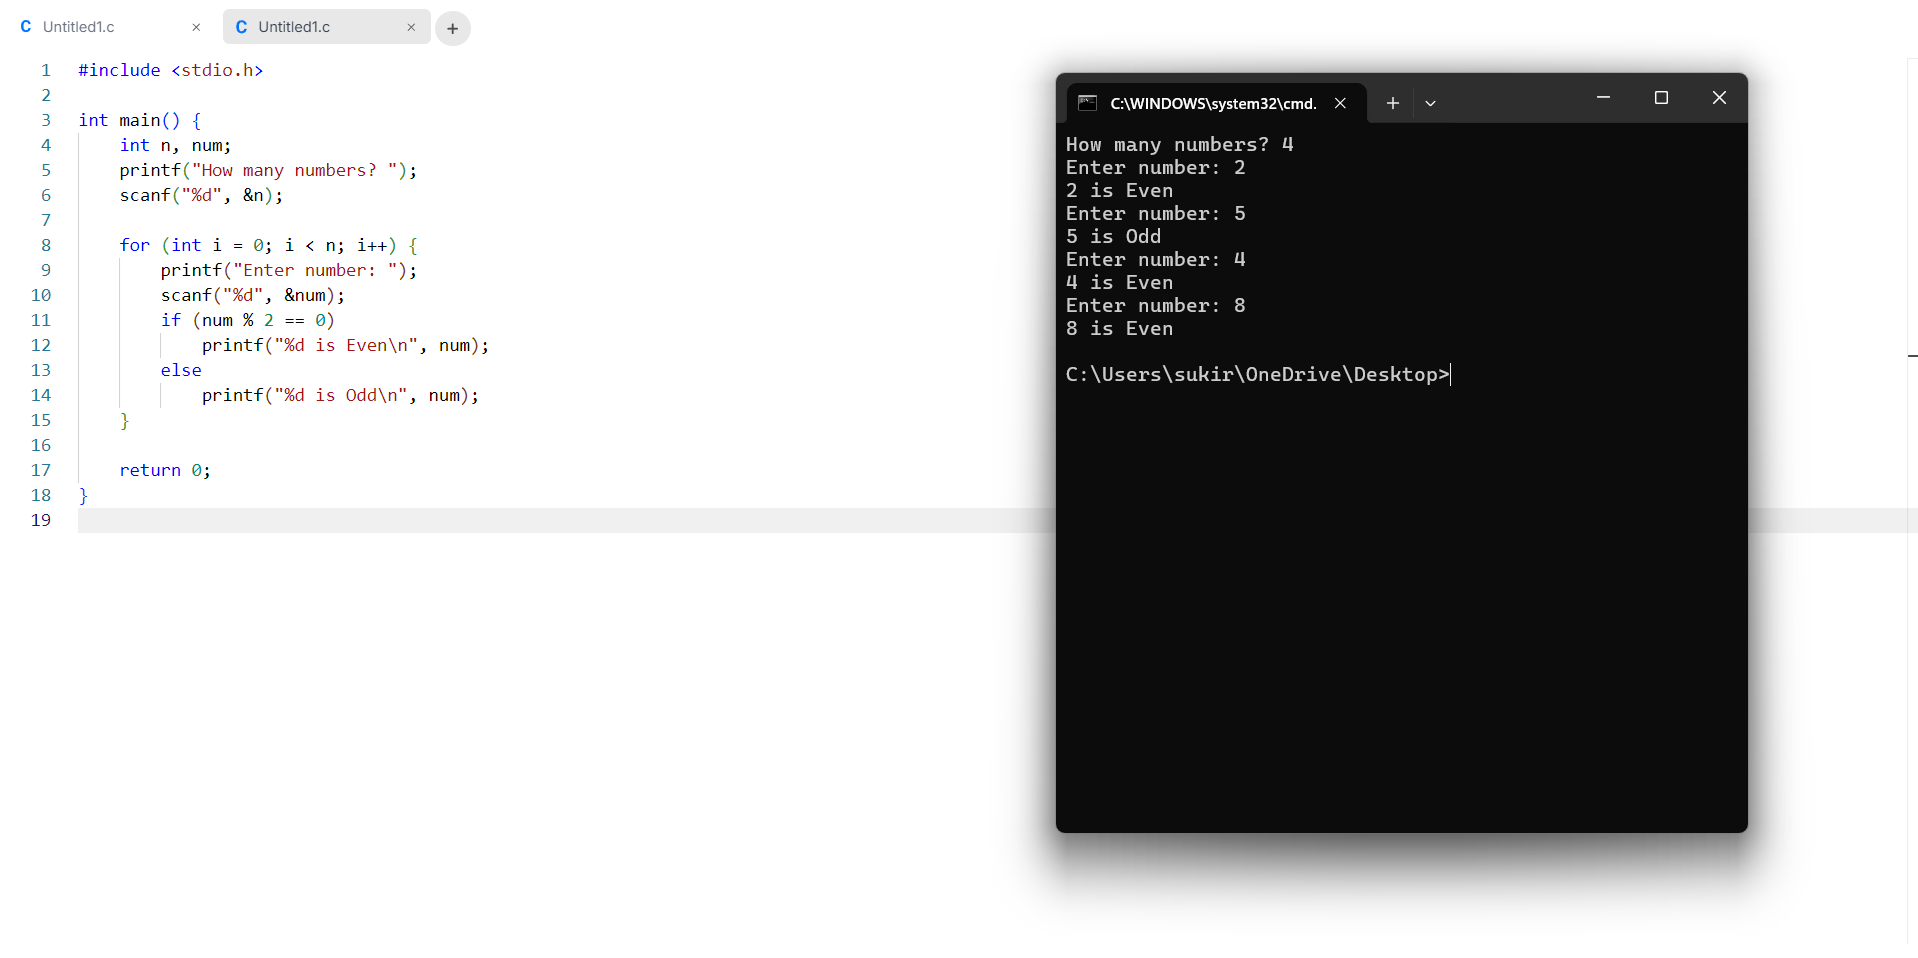 C Untitled1.c × C Untitled1.c × +
1 #include <stdio.h>
2
3 int main() {
4     int n, num;
5     printf("How many numbers? ");
6     scanf("%d", &n);
7
8     for (int i = 0; i < n; i++) {
9         printf("Enter number: ");
10         scanf("%d", &num);
11         if (num % 2 == 0)
12             printf("%d is Even\n", num);
13         else
14             printf("%d is Odd\n", num);
15     }
16
17     return 0;
18 }
19
C:\WINDOWS\system32\cmd.
How many numbers? 4
Enter number: 2
2 is Even
Enter number: 5
5 is Odd
Enter number: 4
4 is Even
Enter number: 8
8 is Even
C:\Users\sukir\OneDrive\Desktop>